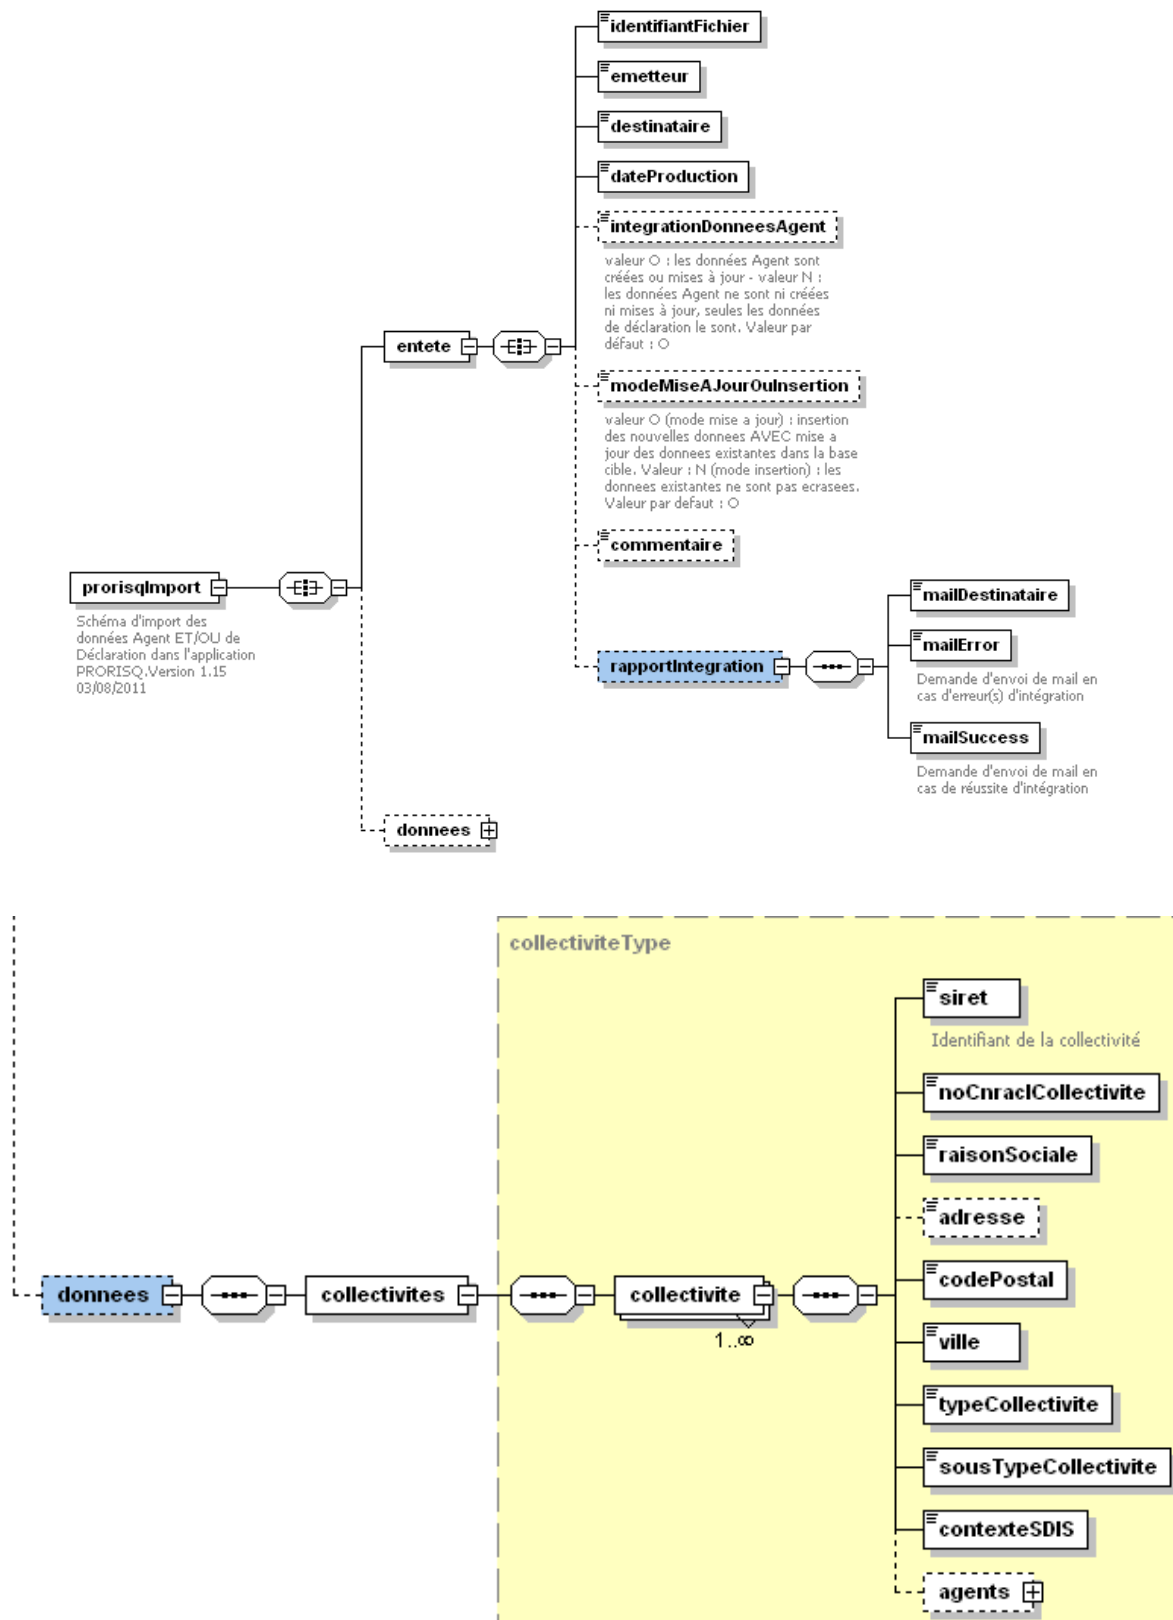 identifiantFichier
emetteur
destinataire
dateProduction
integrationDonneesAgent
valeur O : les données Agent sont
créées ou mises à jour - valeur N :
les données Agent ne sont ni créées
ni mises à jour, seules les données
de déclaration le sont. Valeur par
défaut : O
entete
modeMiseAJourOuInsertion
valeur O (mode mise a jour) : insertion
des nouvelles donnees AVEC mise a
jour des donnees existantes dans la base
cible. Valeur : N (mode insertion) : les
donnees existantes ne sont pas ecrasees.
Valeur par defaut : O
commentaire
prorisqImport
Schéma d'import des
données Agent ET/OU de
Déclaration dans l'application
PRORISQ.Version 1.15
03/08/2011
rapportIntegration
mailDestinataire
mailError
Demande d'envoi de mail en
cas d'erreur(s) d'intégration
mailSuccess
Demande d'envoi de mail en
cas de réussite d'intégration
donnees
collectiviteType
siret
Identifiant de la collectivité
noCnraclCollectivite
raisonSociale
adresse
donnees
collectivites
collectivite
1..∞
codePostal
ville
typeCollectivite
sousTypeCollectivite
contexteSDIS
agents